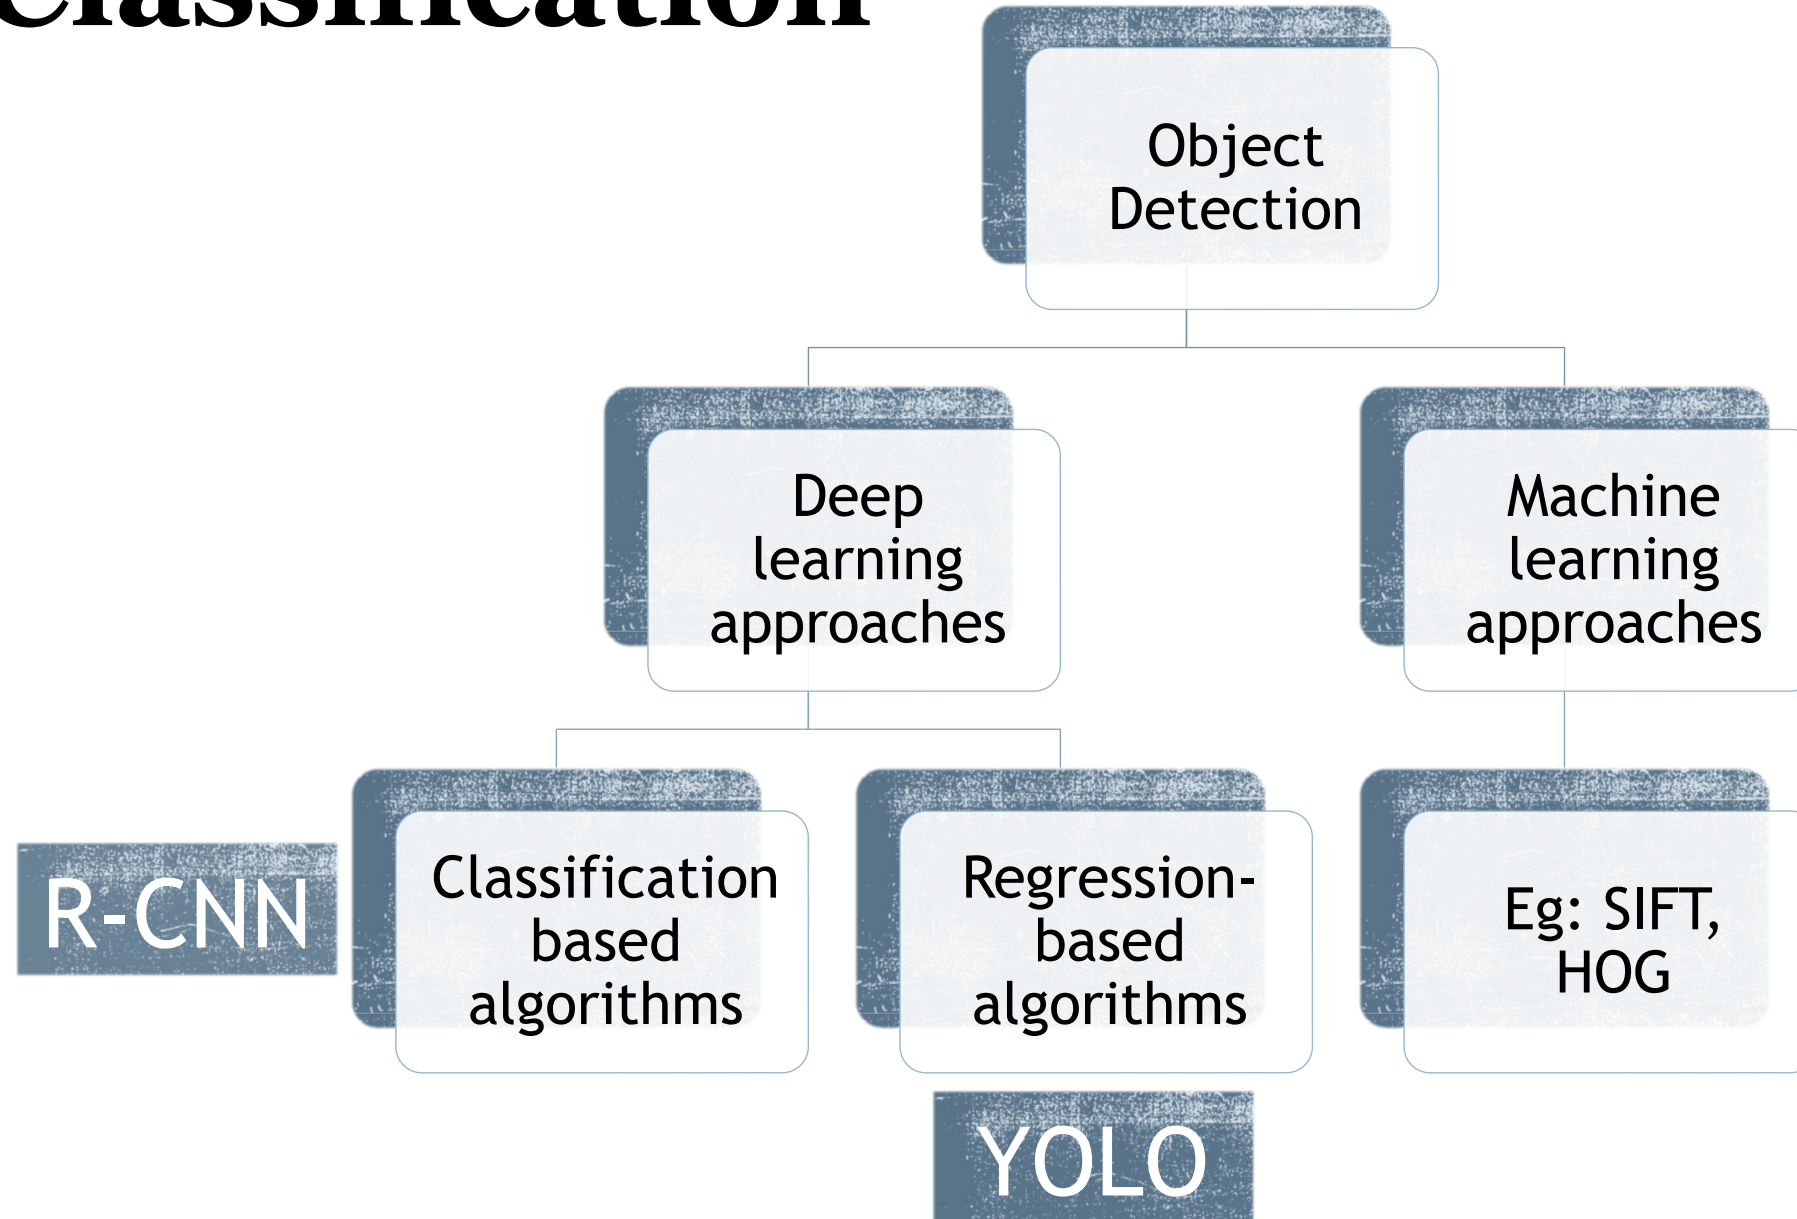 Classification
Object
Detection
Deep
learning
approaches
Machine
learning
approaches
R-CNN
Classification
based
algorithms
Regression-
based
algorithms
Eg: SIFT,
HOG
YOLO